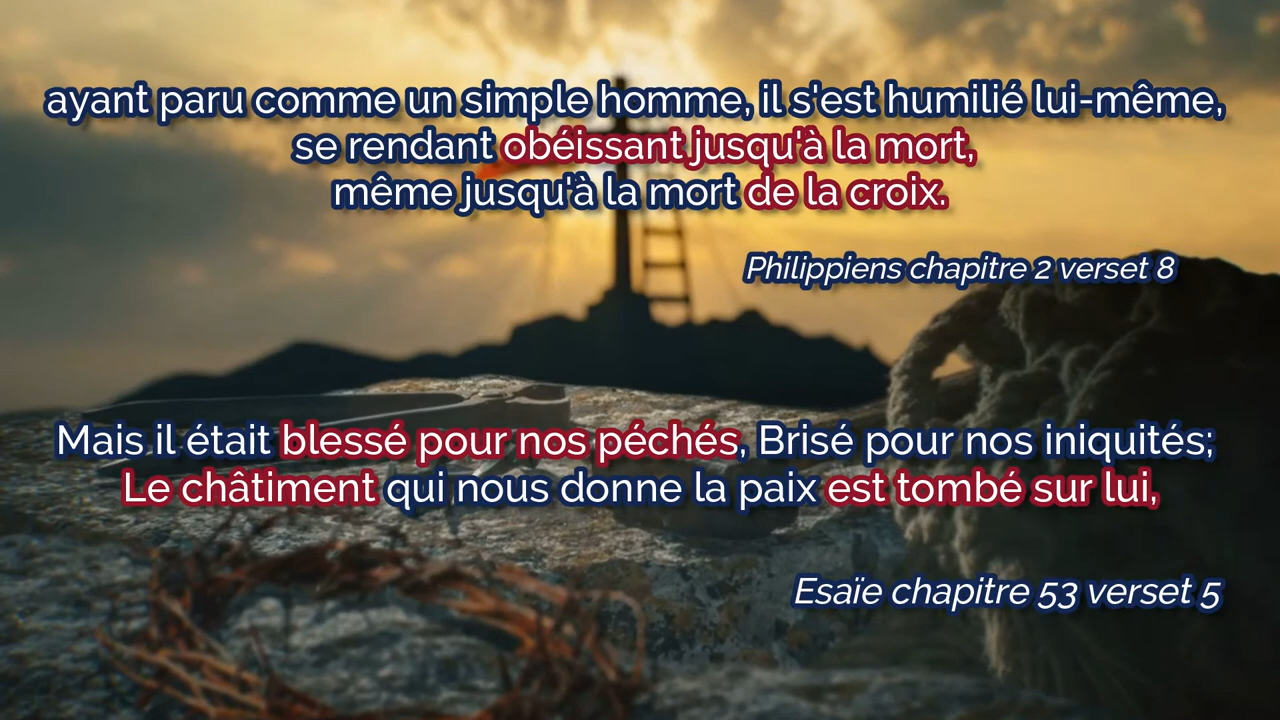 ayant paru comme un simple homme, il s'est humilié lui-même,
se rendant obéissant jusqu'à la mort,
même jusqu'à la mort de la croix.
Philippiens chapitre 2 verset 8
Mais il était blessé pour nos péchés, Brisé pour nos iniquités;
Le châtiment qui nous donne la paix est tombé sur lui,
Esaïe chapitre 53 verset 5